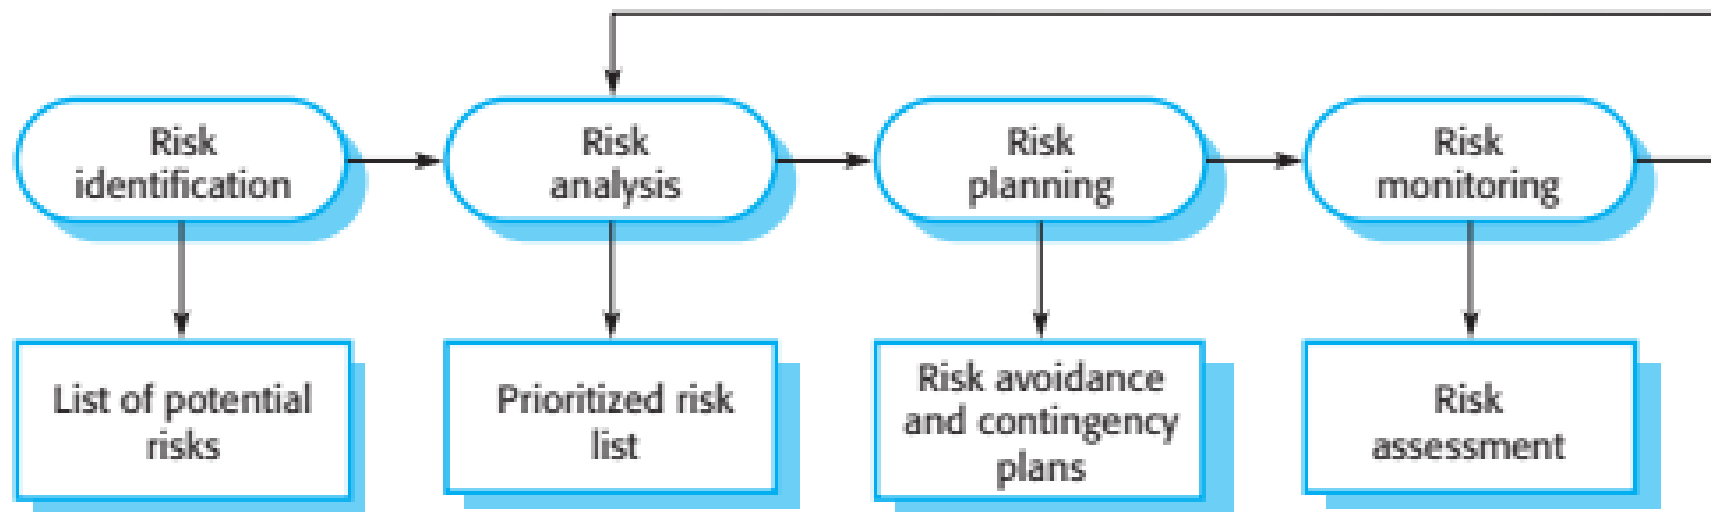 Risk
identification
Risk
analysis
Risk
planning
Risk
monitoring
List of potential
risks
Prioritized risk
list
Risk avoidance
and contingency
plans
Risk
assessment